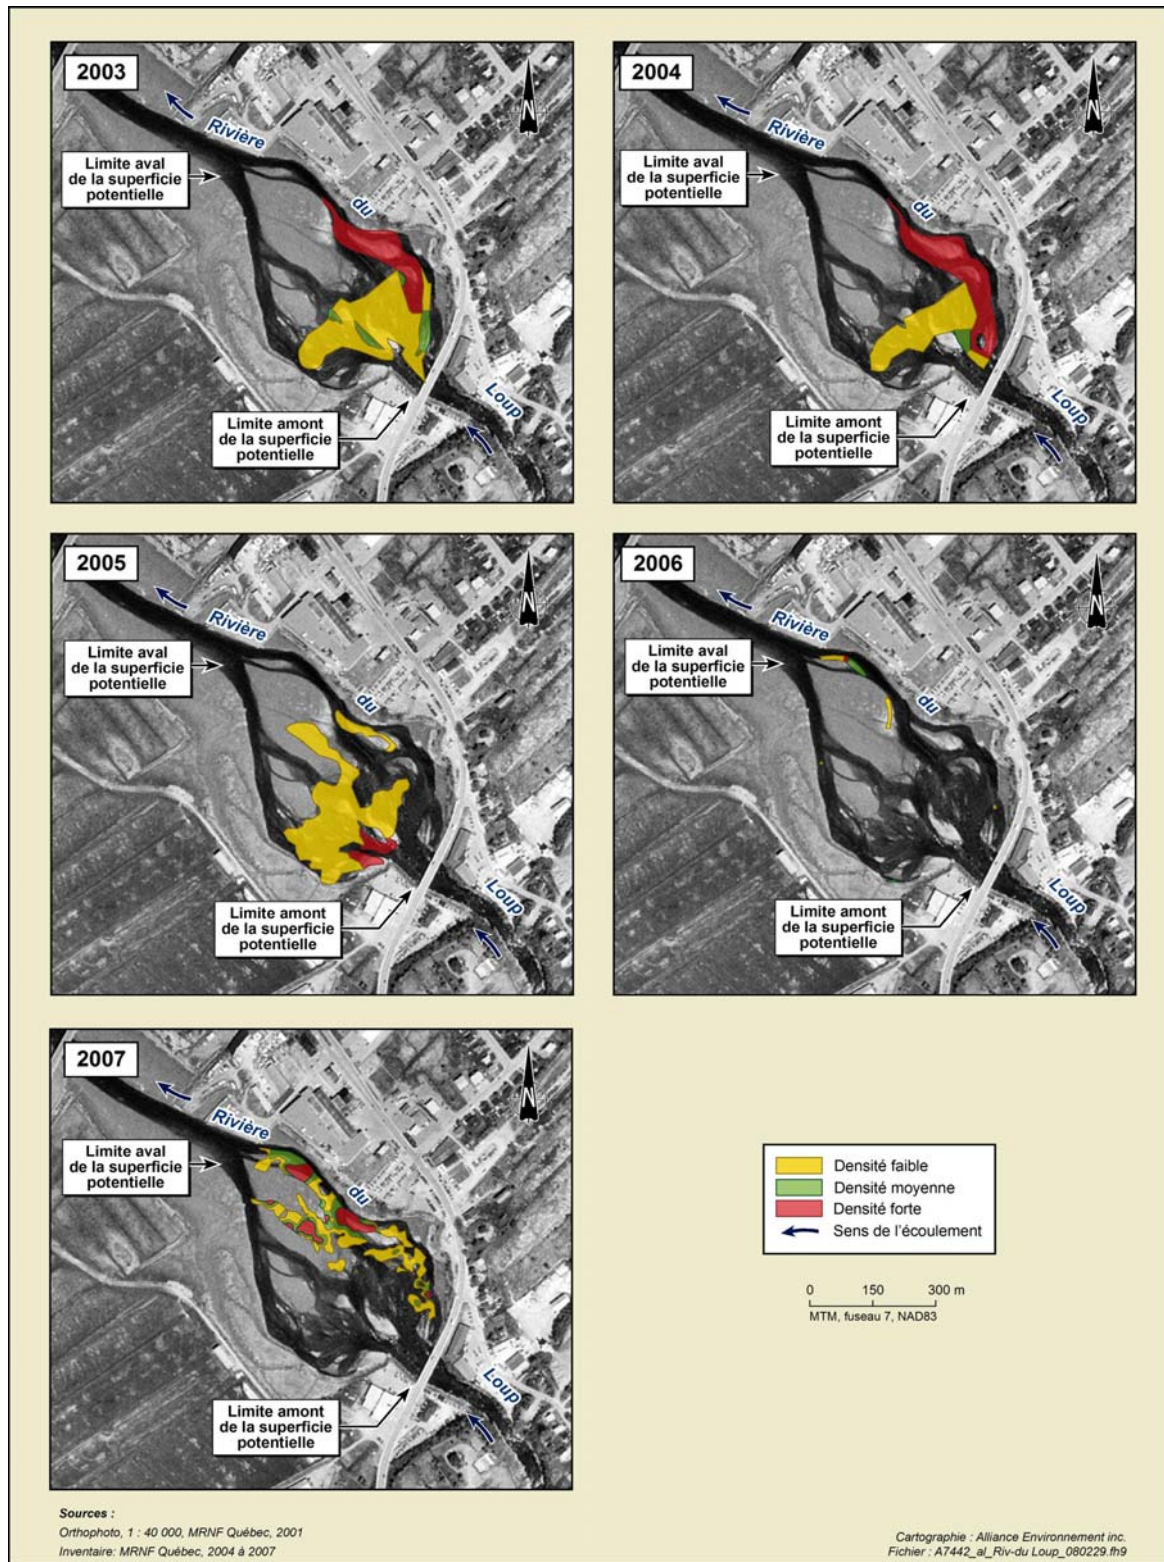 2003
Rivière
du
Loup
Limite aval
de la superficie
potentielle
Limite amont
de la superficie
potentielle
N
2004
Rivière
du
Loup
Limite aval
de la superficie
potentielle
Limite amont
de la superficie
potentielle
N
2005
Rivière
du
Loup
Limite aval
de la superficie
potentielle
Limite amont
de la superficie
potentielle
N
2006
Rivière
du
Loup
Limite aval
de la superficie
potentielle
Limite amont
de la superficie
potentielle
N
2007
Rivière
du
Loup
Limite aval
de la superficie
potentielle
Limite amont
de la superficie
potentielle
N
Densité faible
Densité moyenne
Densité forte
Sens de l'écoulement
0 150 300 m
MTM, fuseau 7, NAD83
Sources :
Orthophoto, 1 : 40 000, MRNF Québec, 2001
Inventaire: MRNF Québec, 2004 à 2007
Cartographie : Alliance Environnement inc.
Fichier : A7442_al_Riv-du Loup_080229.fh9